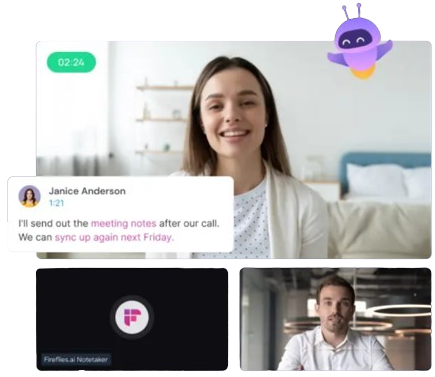 02:24
Janice Anderson
1:21
I'll send out the meeting notes after our call.
We can sync up again next Friday.
Fireflies.ai Notetaker